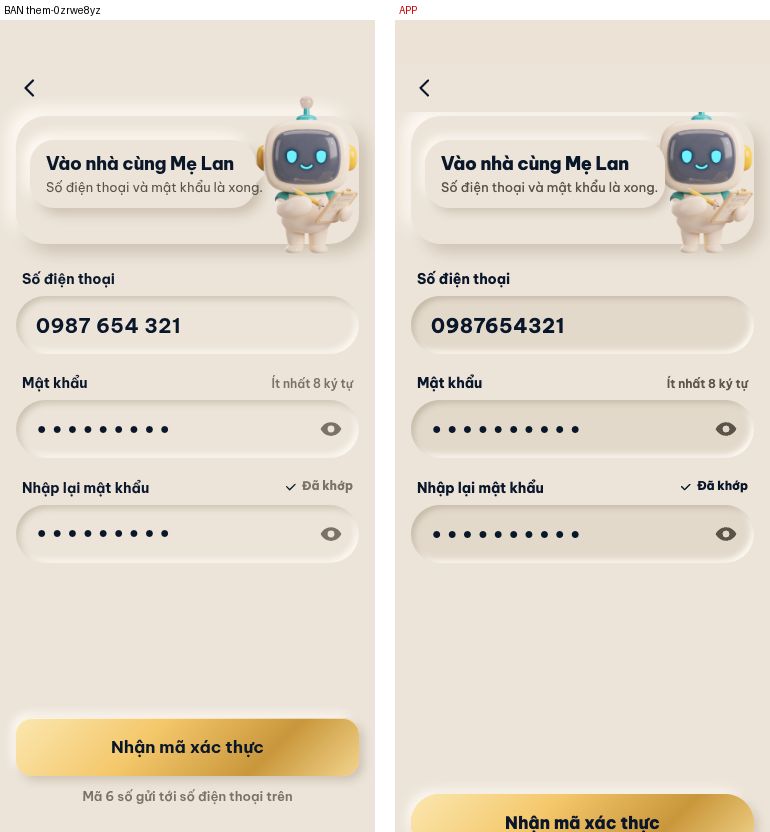 BAN them-0zrwe8yz
Vào nhà cùng Mẹ Lan
Số điện thoại và mật khẩu là xong.
Số điện thoại
0987 654 321
Mật khẩu
Ít nhất 8 ký tự
Nhập lại mật khẩu
Đã khớp
Nhận mã xác thực
Mã 6 số gửi tới số điện thoại trên
APP
Vào nhà cùng Mẹ Lan
Số điện thoại và mật khẩu là xong.
Số điện thoại
0987654321
Mật khẩu
Ít nhất 8 ký tự
Nhập lại mật khẩu
Đã khớp
Nhận mã xác thực